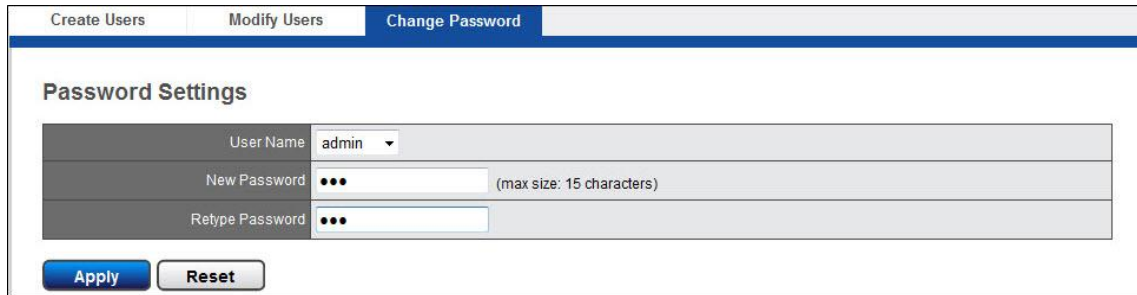 Create Users Modify Users Change Password
Password Settings
User Name admin
New Password ●●● (max size: 15 characters)
Retype Password ●●●
Apply Reset